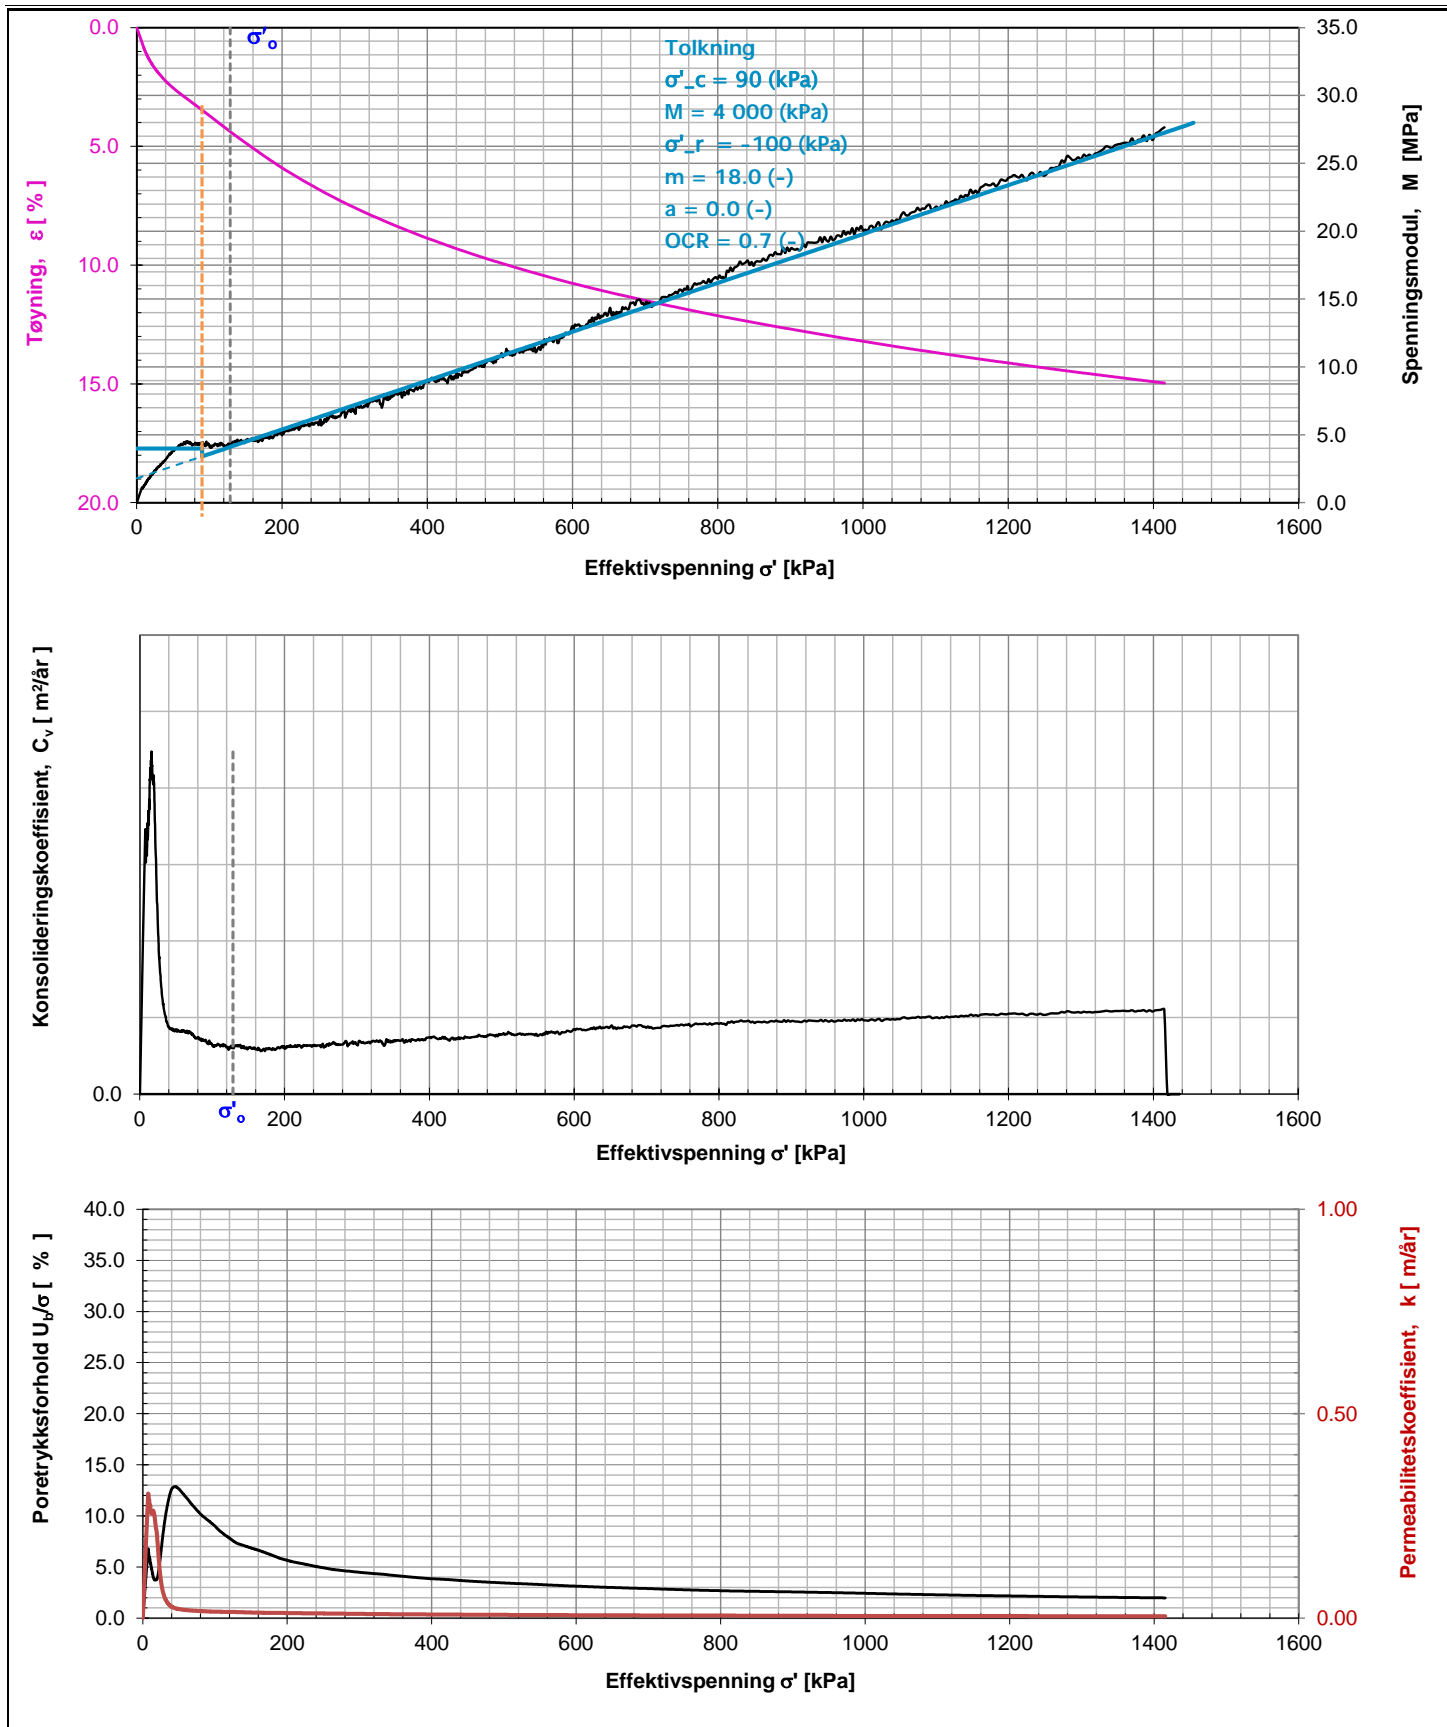 0.0
5.0
10.0
15.0
20.0
Tøyning, ε [ % ]
σ'o
Tolkning
σ'_c = 90 (kPa)
M = 4 000 (kPa)
σ'_r = -100 (kPa)
m = 18.0 (-)
a = 0.0 (-)
OCR = 0.7 (-)
35.0
30.0
25.0
20.0
15.0
10.0
5.0
0.0
Spenningsmodul, M [MPa]
0 200 400 600 800 1000 1200 1400 1600
Effektivspenning σ' [kPa]
Konsolideringskoeffisient, Cv [ m²/år ]
0.0
0 200 400 600 800 1000 1200 1400 1600
σ'o
Effektivspenning σ' [kPa]
40.0
35.0
30.0
25.0
20.0
15.0
10.0
5.0
0.0
Poretrykksforhold Ub/σ [ % ]
1.00
0.50
0.00
Permeabilitetskoeffisient, k [ m/år]
0 200 400 600 800 1000 1200 1400 1600
Effektivspenning σ' [kPa]